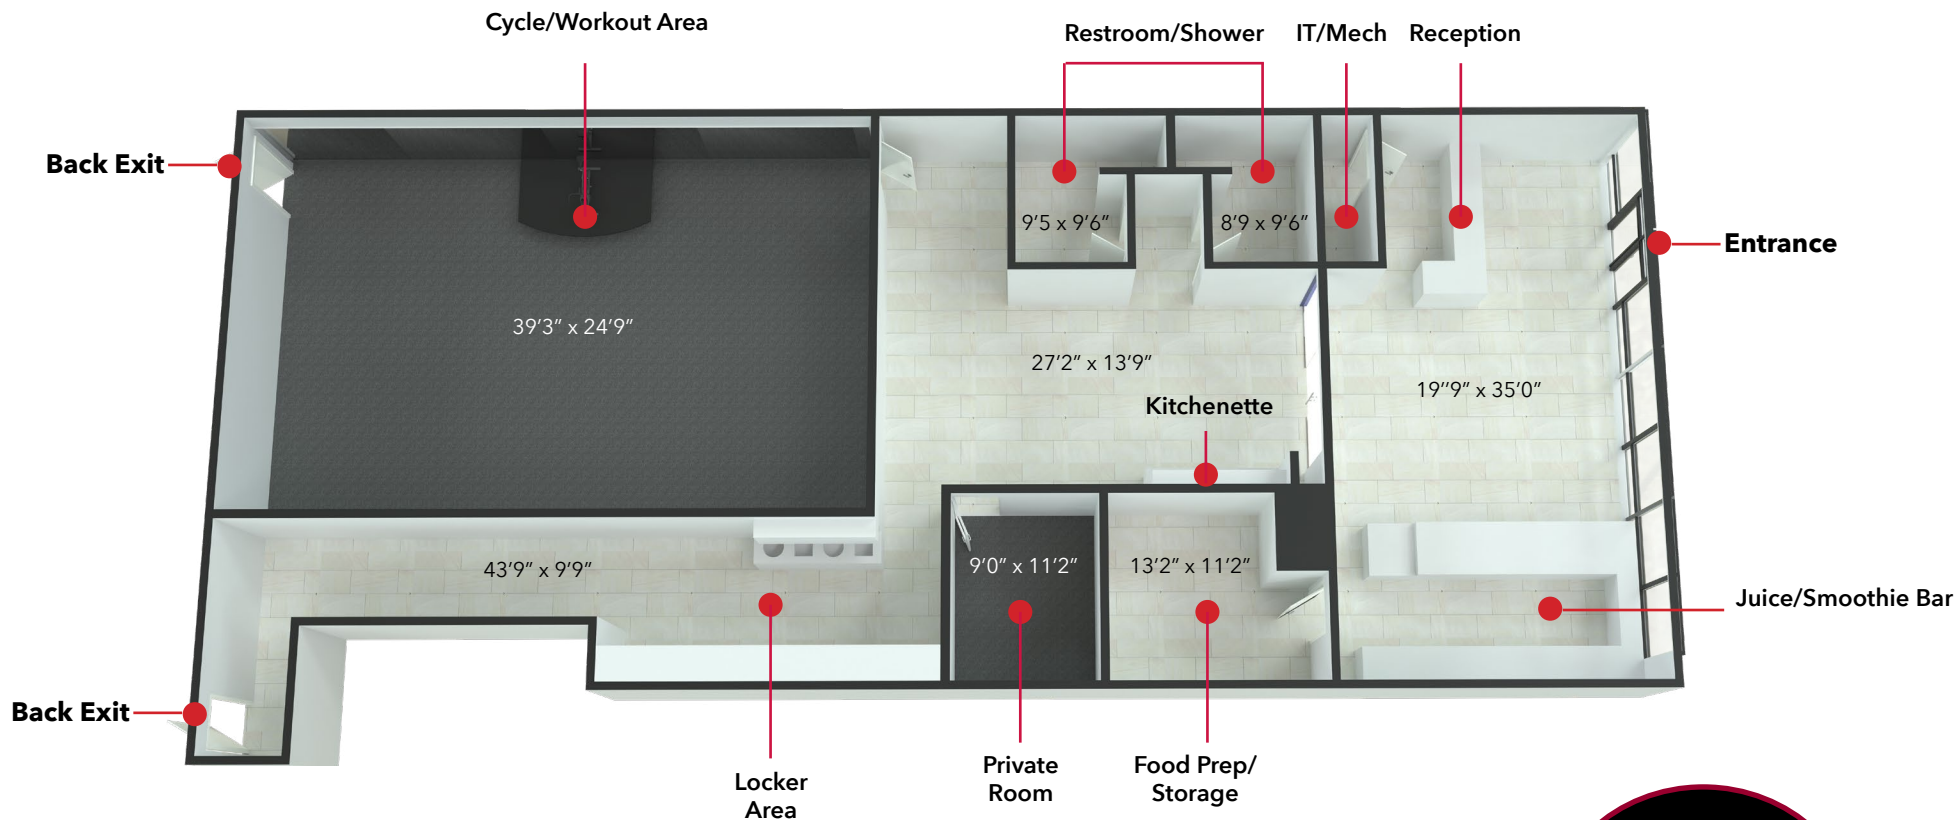 Cycle/Workout Area
Restroom/Shower
IT/Mech
Reception
Back Exit
9'5 x 9'6"
8'9 x 9'6"
Entrance
39'3" x 24'9"
27'2" x 13'9"
19''9" x 35'0"
Kitchenette
43'9" x 9'9"
9'0" x 11'2"
13'2" x 11'2"
Juice/Smoothie Bar
Back Exit
Locker
Area
Private
Room
Food Prep/
Storage